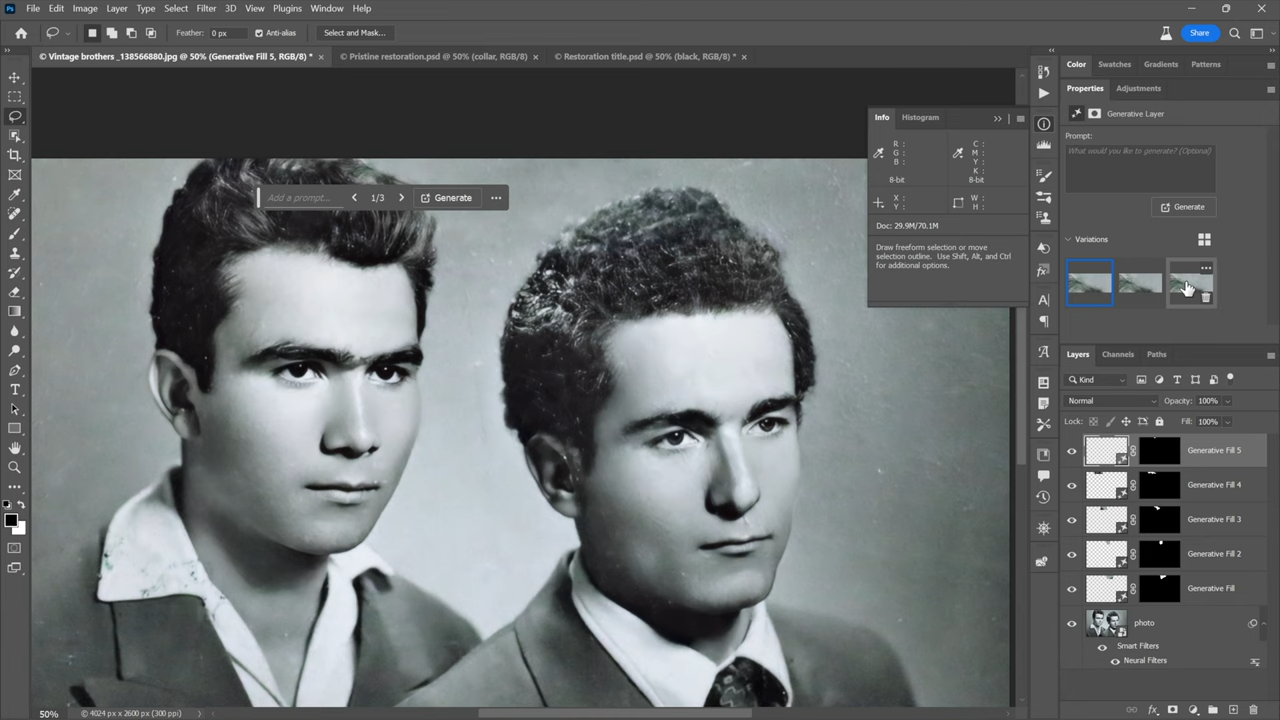 File Edit Image Layer Type Select Filter 3D View Plugins Window Help
Feather: 0 px Anti-alias Select and Mask... Share
© Vintage brothers _138566880.jpg @ 50% (Generative Fill 5, RGB/8) * × © Pristine restoration.psd @ 50% (collar, RGB/8) × © Restoration title.psd @ 50% (black, RGB/8) * ×
Color Swatches Gradients Patterns
Properties Adjustments
Generative Layer
Prompt:
What would you like to generate? (Optional)
Generate
Variations
Info Histogram
R : C :
G : M :
B : Y :
K :
8-bit 8-bit
X : W :
Y : H :
Doc: 29.9M/70.1M
Draw freeform selection or move
selection outline. Use Shift, Alt, and Ctrl
for additional options.
Add a prompt... 1/3 Generate
Layers Channels Paths
Kind
Normal Opacity: 100%
Lock: Fill: 100%
Generative Fill 5
Generative Fill 4
Generative Fill 3
Generative Fill 2
Generative Fill
photo
Smart Filters
Neural Filters
50% © 4024 px x 2600 px (300 ppi)